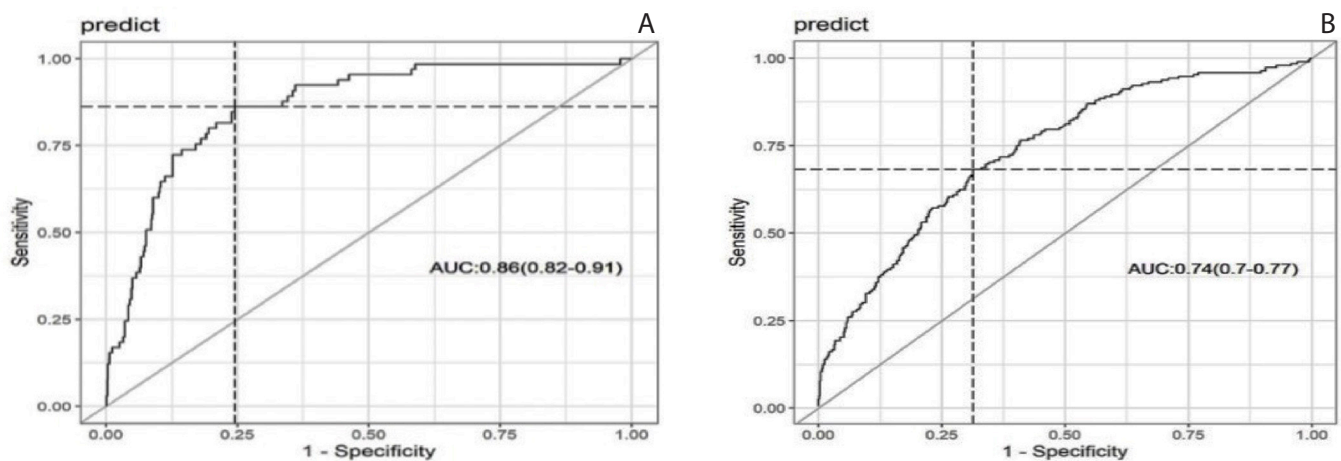 A
predict
1.00
0.75
0.50
0.25
0.00
Sensitivity
AUC:0.86(0.82-0.91)
0.00 0.25 0.50 0.75 1.00
1 - Specificity
B
predict
1.00
0.75
0.50
0.25
0.00
Sensitivity
AUC:0.74(0.7-0.77)
0.00 0.25 0.50 0.75 1.00
1 - Specificity